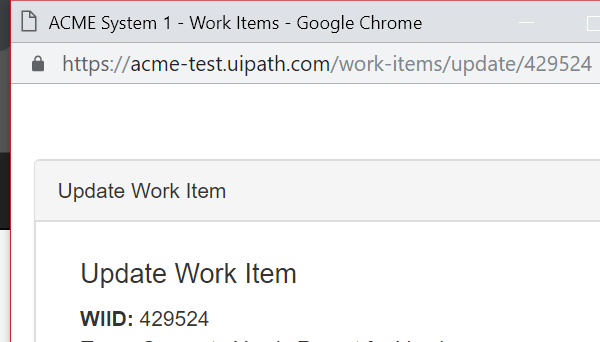 ACME System 1 - Work Items - Google Chrome
https://acme-test.uipath.com/work-items/update/429524
Update Work Item
Update Work Item
WIID: 429524